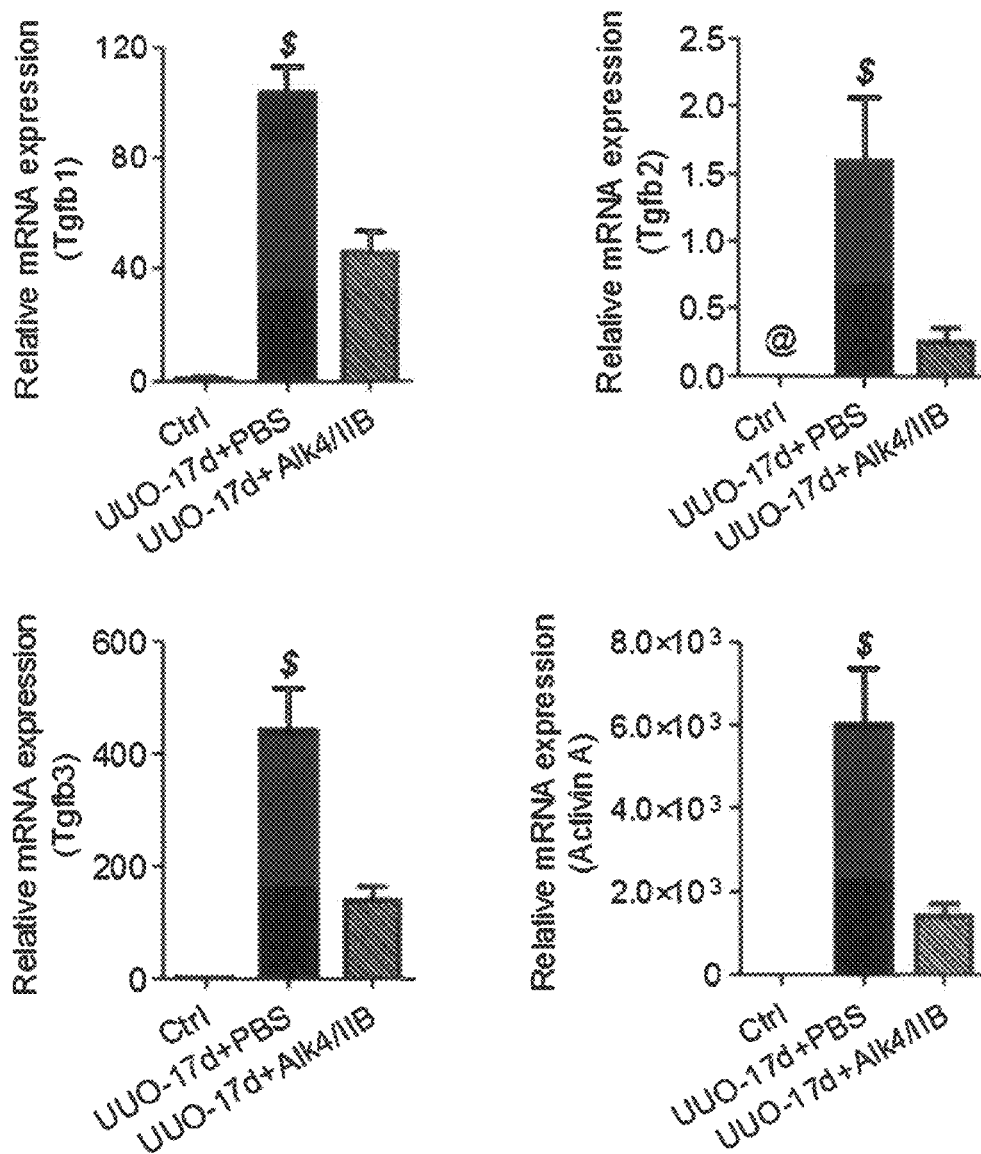 Relative mRNA expression
(Tgfb1)
120
80
40
0
$
Ctrl
UUO-17d+PBS
UUO-17d+Alk4/IIB
Relative mRNA expression
(Tgfb2)
2.5
2.0
1.5
1.0
0.5
0.0
@
$
Ctrl
UUO-17d+PBS
UUO-17d+Alk4/IIB
Relative mRNA expression
(Tgfb3)
600
400
200
0
$
Ctrl
UUO-17d+PBS
UUO-17d+Alk4/IIB
Relative mRNA expression
(Activin A)
8.0×10³
6.0×10³
4.0×10³
2.0×10³
0
$
Ctrl
UUO-17d+PBS
UUO-17d+Alk4/IIB